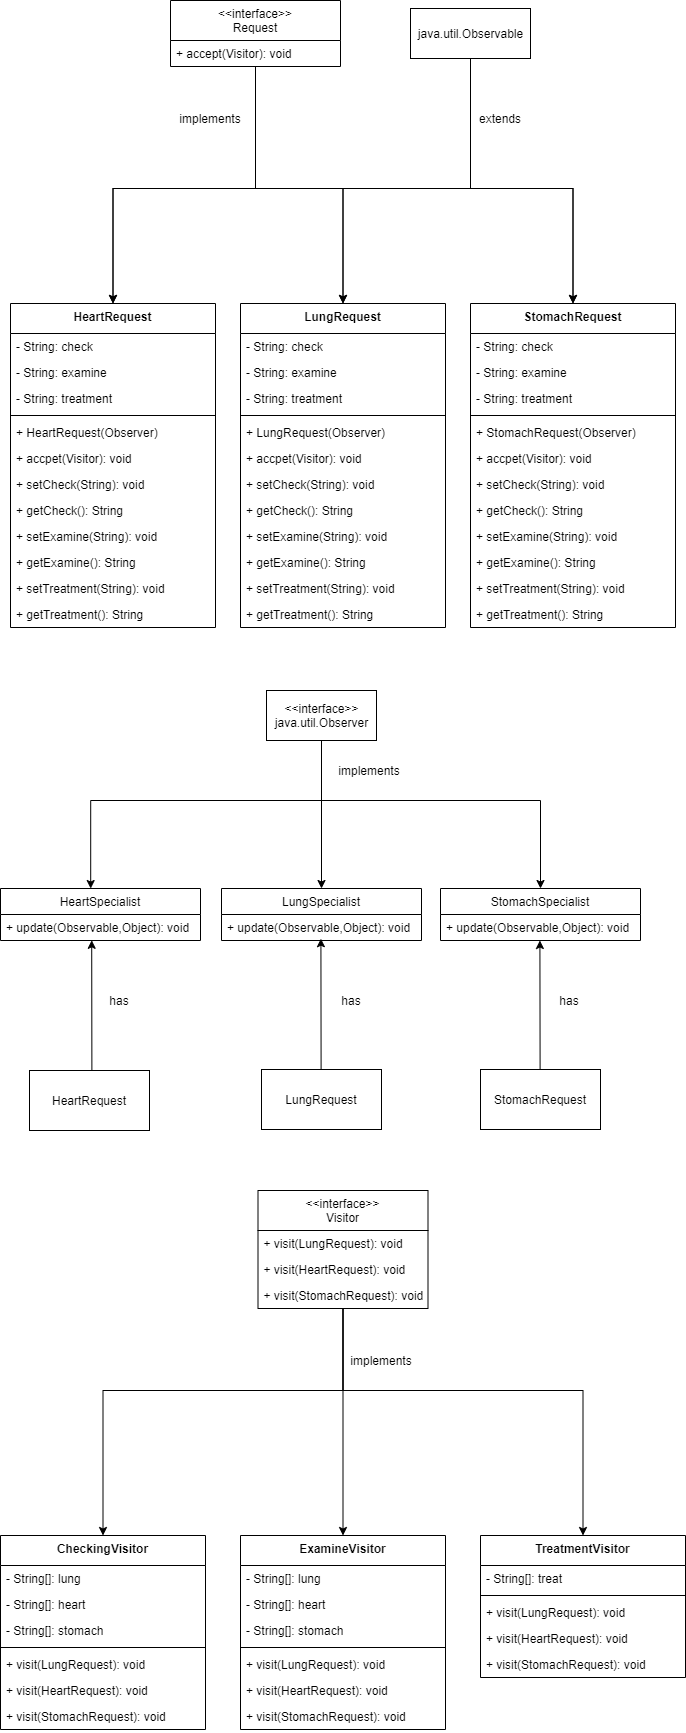 <<interface>>
Request
+ accept(Visitor): void
java.util.Observable
implements
extends
HeartRequest
- String: check
- String: examine
- String: treatment
+ HeartRequest(Observer)
+ accpet(Visitor): void
+ setCheck(String): void
+ getCheck(): String
+ setExamine(String): void
+ getExamine(): String
+ setTreatment(String): void
+ getTreatment(): String
LungRequest
- String: check
- String: examine
- String: treatment
+ LungRequest(Observer)
+ accpet(Visitor): void
+ setCheck(String): void
+ getCheck(): String
+ setExamine(String): void
+ getExamine(): String
+ setTreatment(String): void
+ getTreatment(): String
StomachRequest
- String: check
- String: examine
- String: treatment
+ StomachRequest(Observer)
+ accpet(Visitor): void
+ setCheck(String): void
+ getCheck(): String
+ setExamine(String): void
+ getExamine(): String
+ setTreatment(String): void
+ getTreatment(): String
<<interface>>
java.util.Observer
implements
HeartSpecialist
+ update(Observable,Object): void
LungSpecialist
+ update(Observable,Object): void
StomachSpecialist
+ update(Observable,Object): void
has
has
has
HeartRequest
LungRequest
StomachRequest
<<interface>>
Visitor
+ visit(LungRequest): void
+ visit(HeartRequest): void
+ visit(StomachRequest): void
implements
CheckingVisitor
- String[]: lung
- String[]: heart
- String[]: stomach
+ visit(LungRequest): void
+ visit(HeartRequest): void
+ visit(StomachRequest): void
ExamineVisitor
- String[]: lung
- String[]: heart
- String[]: stomach
+ visit(LungRequest): void
+ visit(HeartRequest): void
+ visit(StomachRequest): void
TreatmentVisitor
- String[]: treat
+ visit(LungRequest): void
+ visit(HeartRequest): void
+ visit(StomachRequest): void